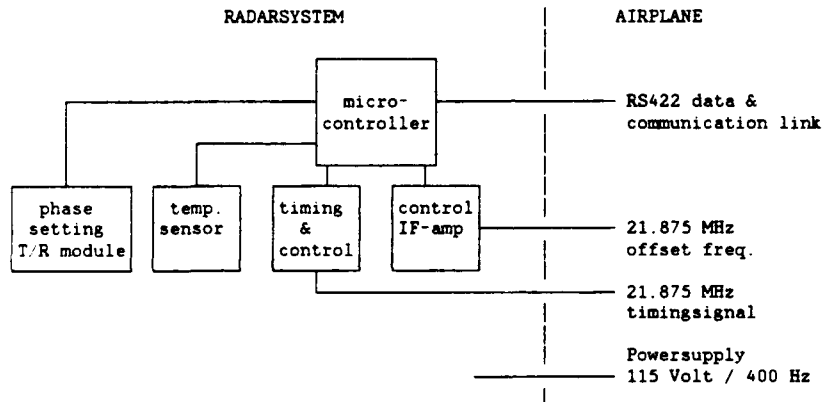 RADARSYSTEM
AIRPLANE
micro-
controller
RS422 data &
communication link
phase
setting
T/R module
temp.
sensor
timing
&
control
control
IF-amp
21.875 MHz
offset freq.
21.875 MHz
timingsignal
Powersupply
115 Volt / 400 Hz